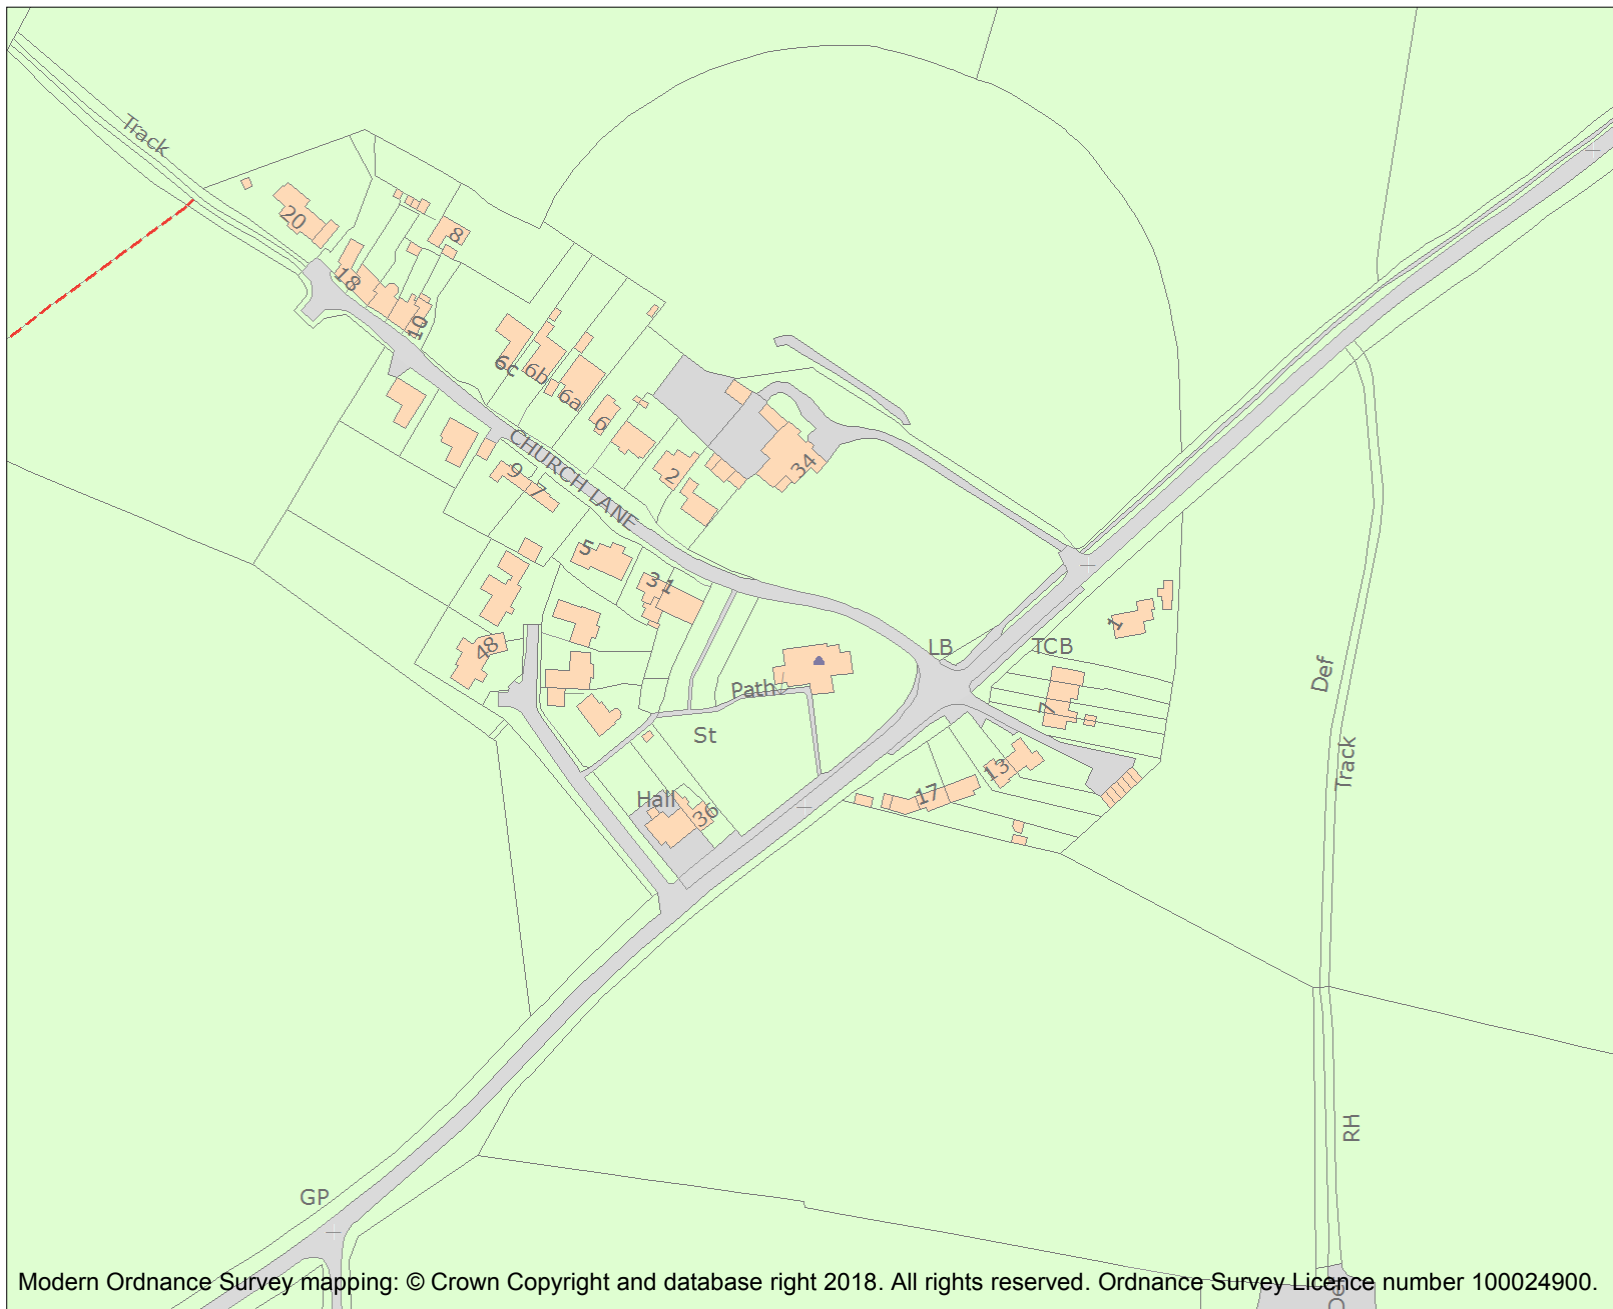 Track
20
8
18
10
6c
6b
6a
6
CHURCH LANE
2
34
9
7
5
3
1
48
LB
TCB
1
Path
St
7
Def
Track
13
17
Hall
36
RH
GP
De
Modern Ordnance Survey mapping: © Crown Copyright and database right 2018. All rights reserved. Ordnance Survey Licence number 100024900.